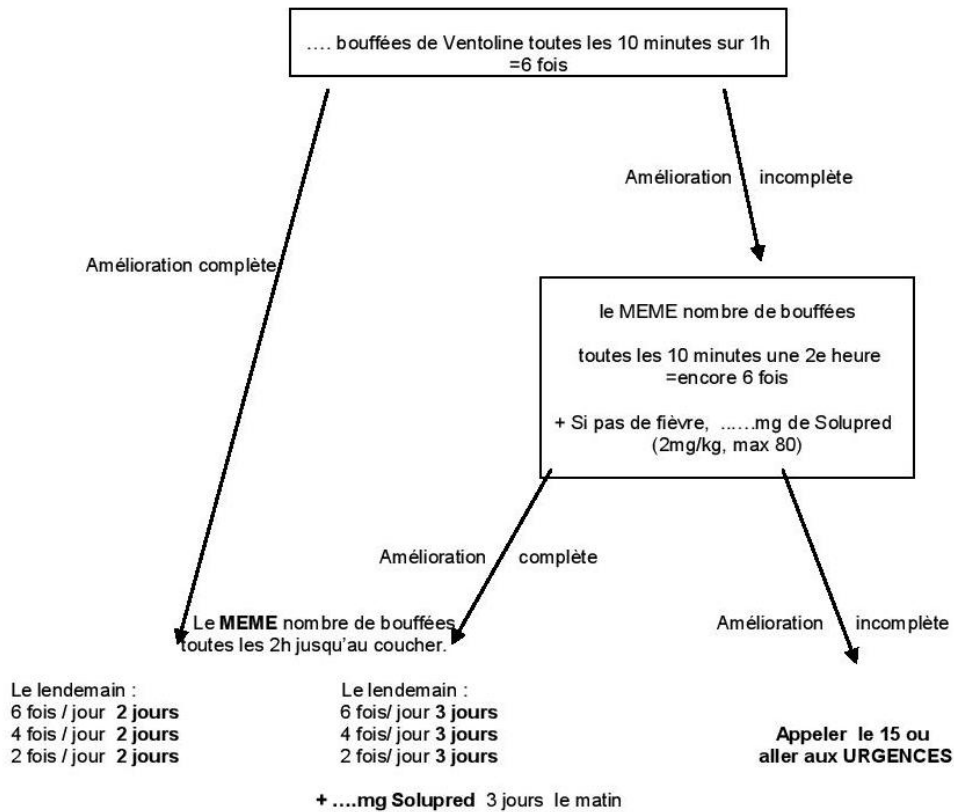 …. bouffées de Ventoline toutes les 10 minutes sur 1h
=6 fois
Amélioration incomplète
Amélioration complète
le MEME nombre de bouffées
toutes les 10 minutes une 2e heure
=encore 6 fois
+ Si pas de fièvre, …...mg de Solupred
(2mg/kg, max 80)
Amélioration complète
Amélioration incomplète
Le MEME nombre de bouffées
toutes les 2h jusqu'au coucher.
Le lendemain :
6 fois / jour 2 jours
4 fois / jour 2 jours
2 fois / jour 2 jours
Le lendemain :
6 fois/ jour 3 jours
4 fois/ jour 3 jours
2 fois/ jour 3 jours
+ ….mg Solupred 3 jours le matin
Appeler le 15 ou
aller aux URGENCES